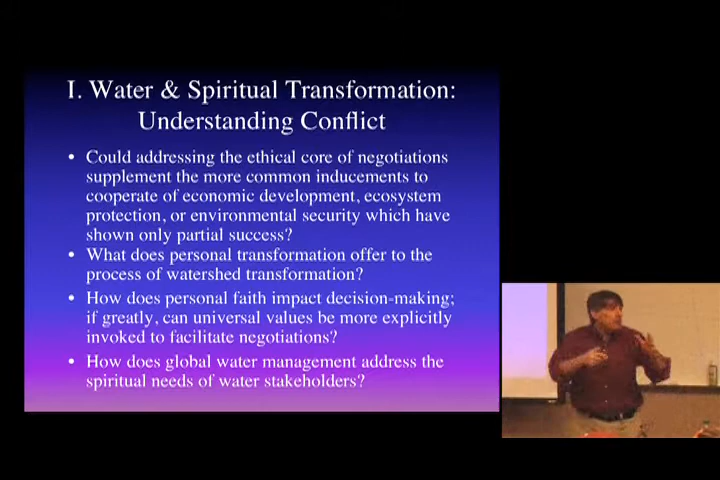 I. Water & Spiritual Transformation:
Understanding Conflict
• Could addressing the ethical core of negotiations
supplement the more common inducements to
cooperate of economic development, ecosystem
protection, or environmental security which have
shown only partial success?
• What does personal transformation offer to the
process of watershed transformation?
• How does personal faith impact decision-making;
if greatly, can universal values be more explicitly
invoked to facilitate negotiations?
• How does global water management address the
spiritual needs of water stakeholders?